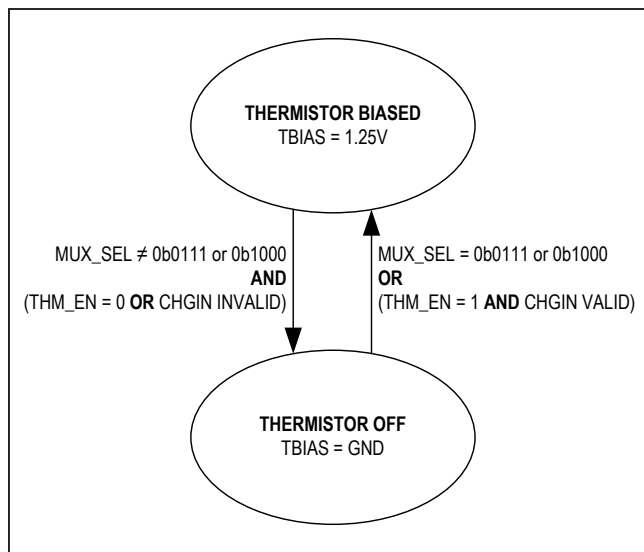 THERMISTOR BIASED
TBIAS = 1.25V
MUX_SEL ≠ 0b0111 or 0b1000
AND
(THM_EN = 0 OR CHGIN INVALID)
MUX_SEL = 0b0111 or 0b1000
OR
(THM_EN = 1 AND CHGIN VALID)
THERMISTOR OFF
TBIAS = GND